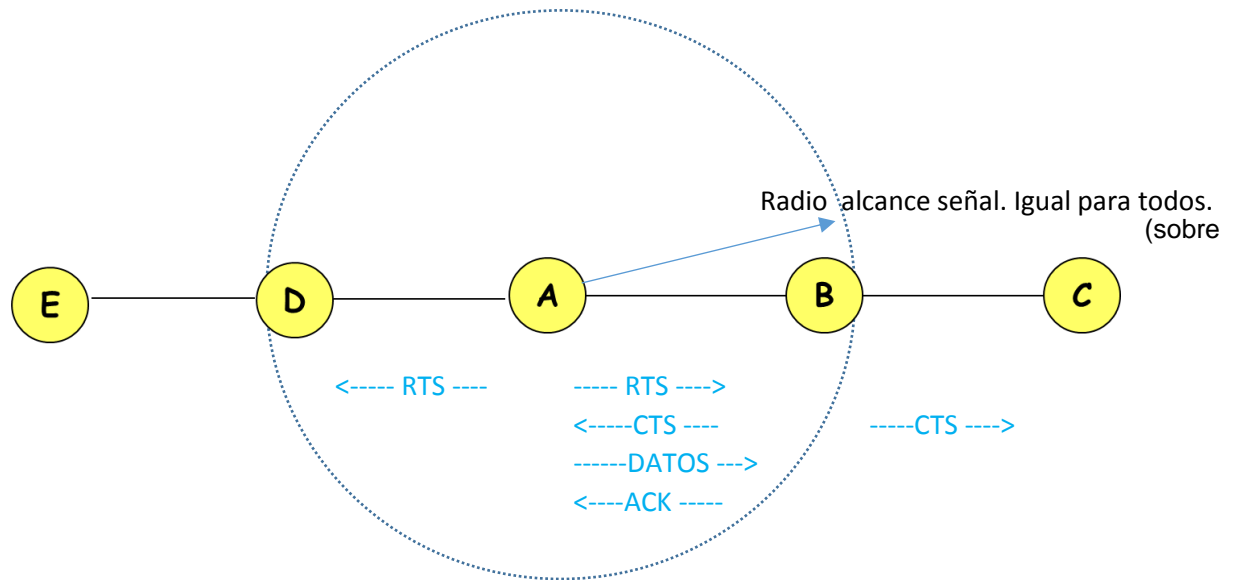 Radio alcance señal. Igual para todos.
(sobre
E D A B C
<----- RTS ---- ----- RTS ---->
<-----CTS ---- -----CTS ---->
------DATOS --->
<----ACK -----